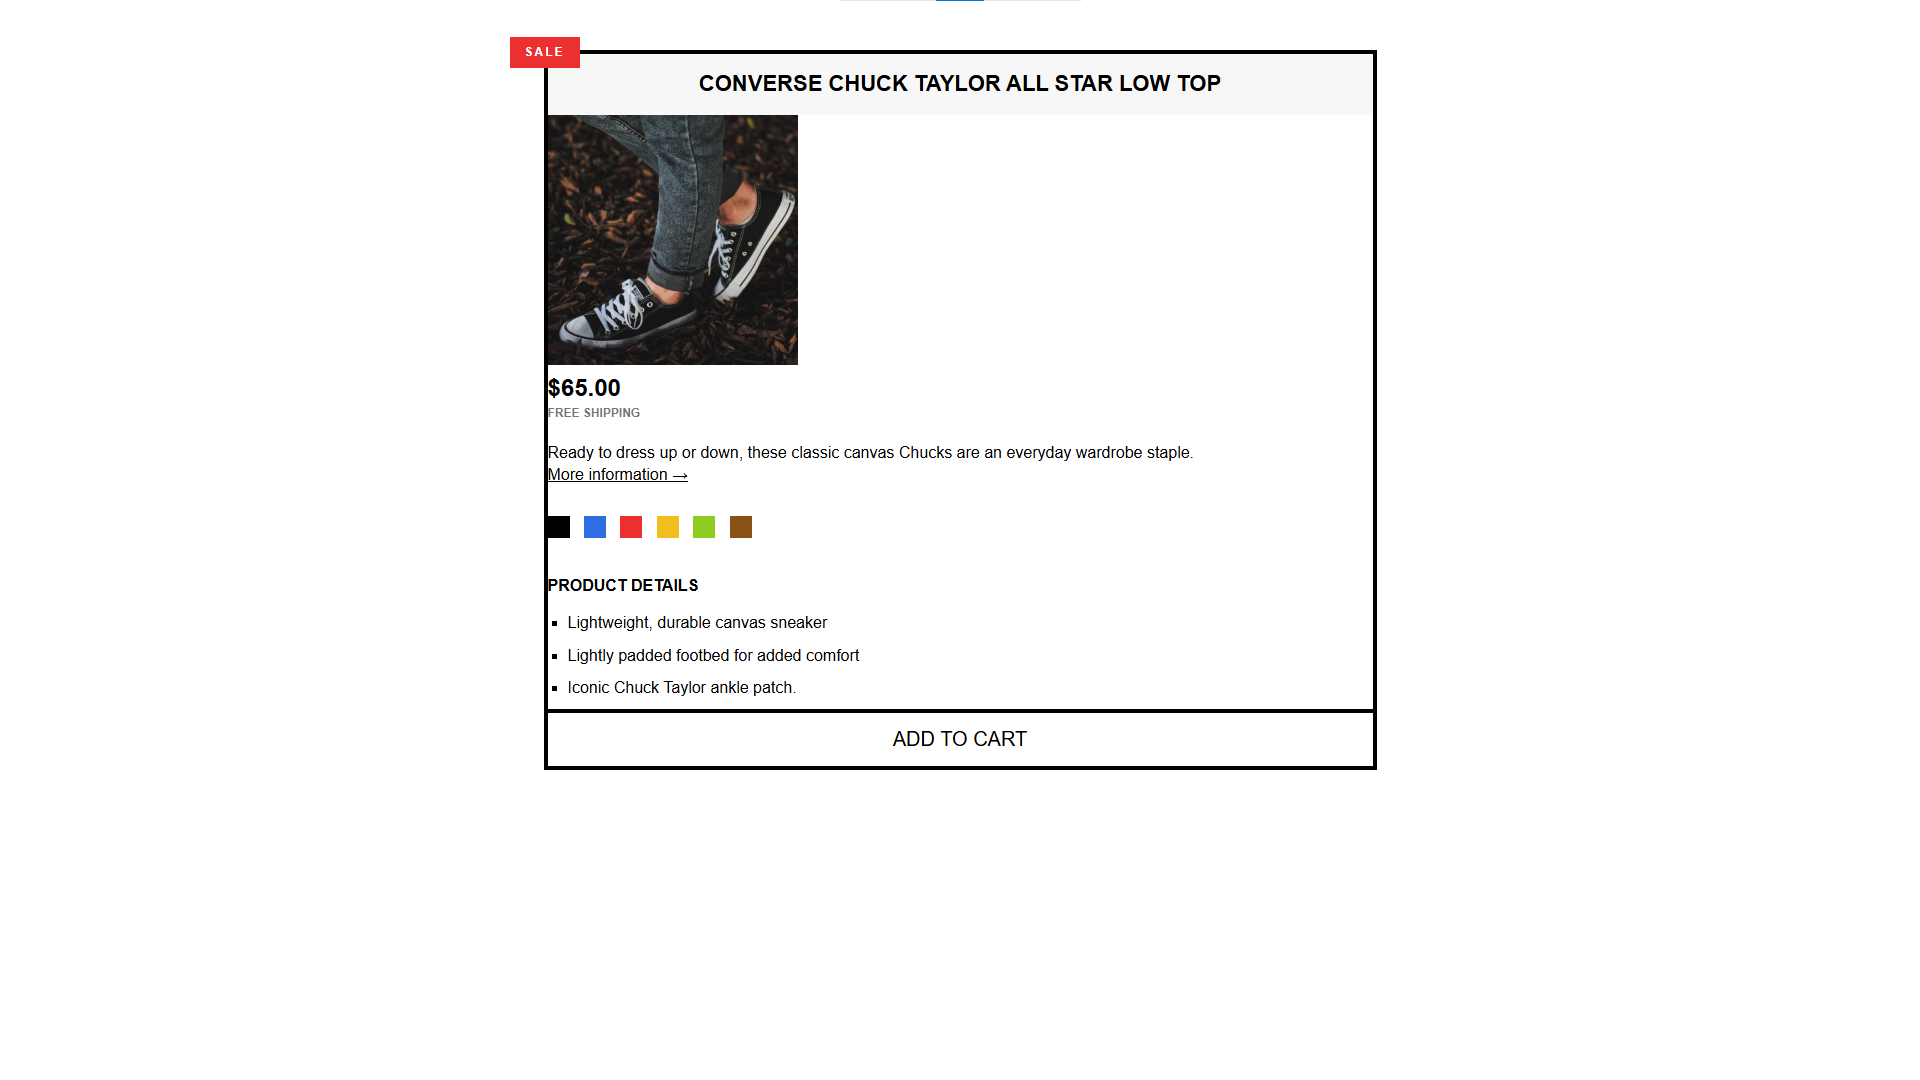 SALE
CONVERSE CHUCK TAYLOR ALL STAR LOW TOP
$65.00
FREE SHIPPING
Ready to dress up or down, these classic canvas Chucks are an everyday wardrobe staple.
More information →
PRODUCT DETAILS
▪ Lightweight, durable canvas sneaker
▪ Lightly padded footbed for added comfort
▪ Iconic Chuck Taylor ankle patch.
ADD TO CART